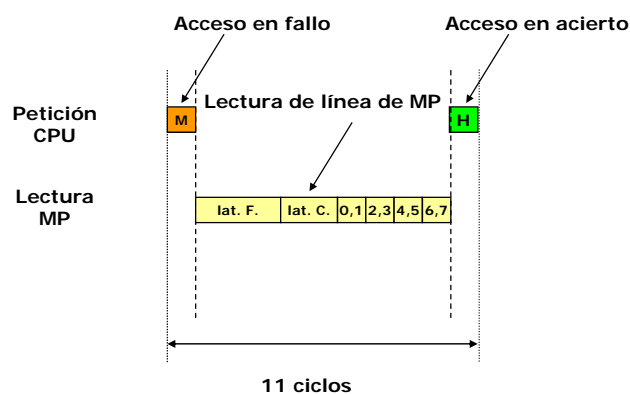 Acceso en fallo
Acceso en acierto
Petición
CPU
M
Lectura de línea de MP
H
Lectura
MP
lat. F.
lat. C.
0,1
2,3
4,5
6,7
11 ciclos